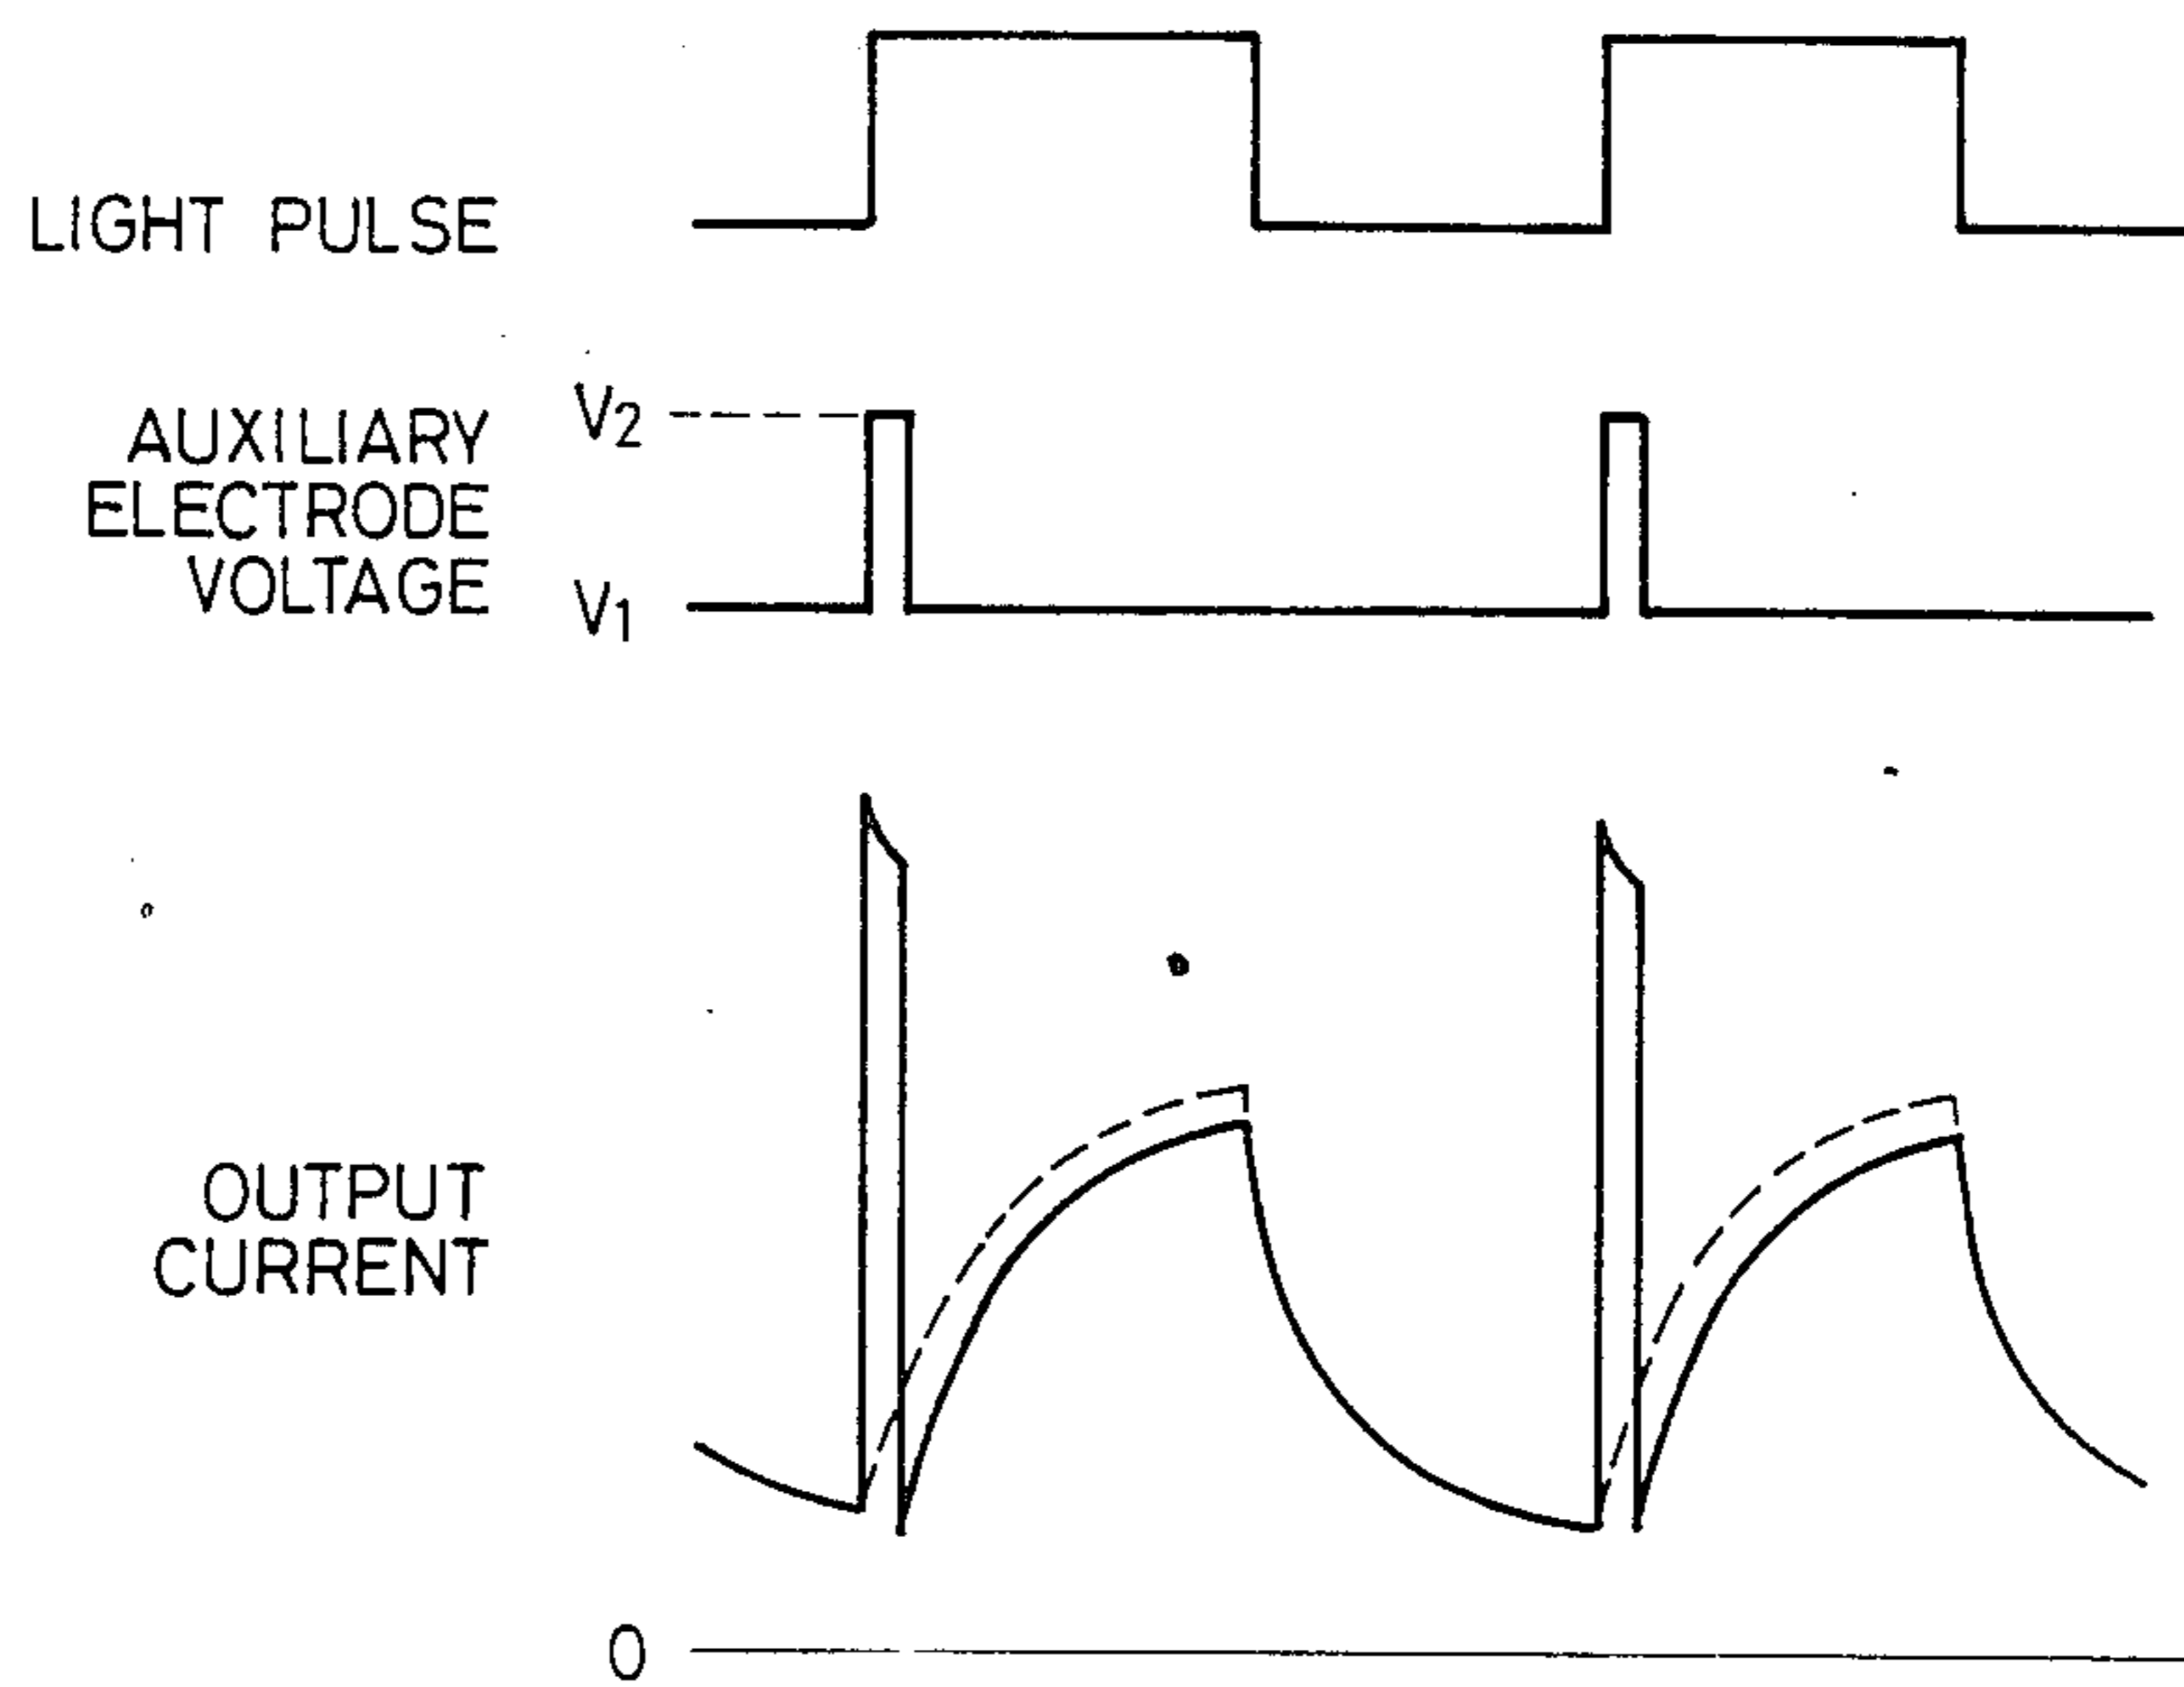 LIGHT PULSE
V2
AUXILIARY
ELECTRODE
VOLTAGE
V1
OUTPUT
CURRENT
0